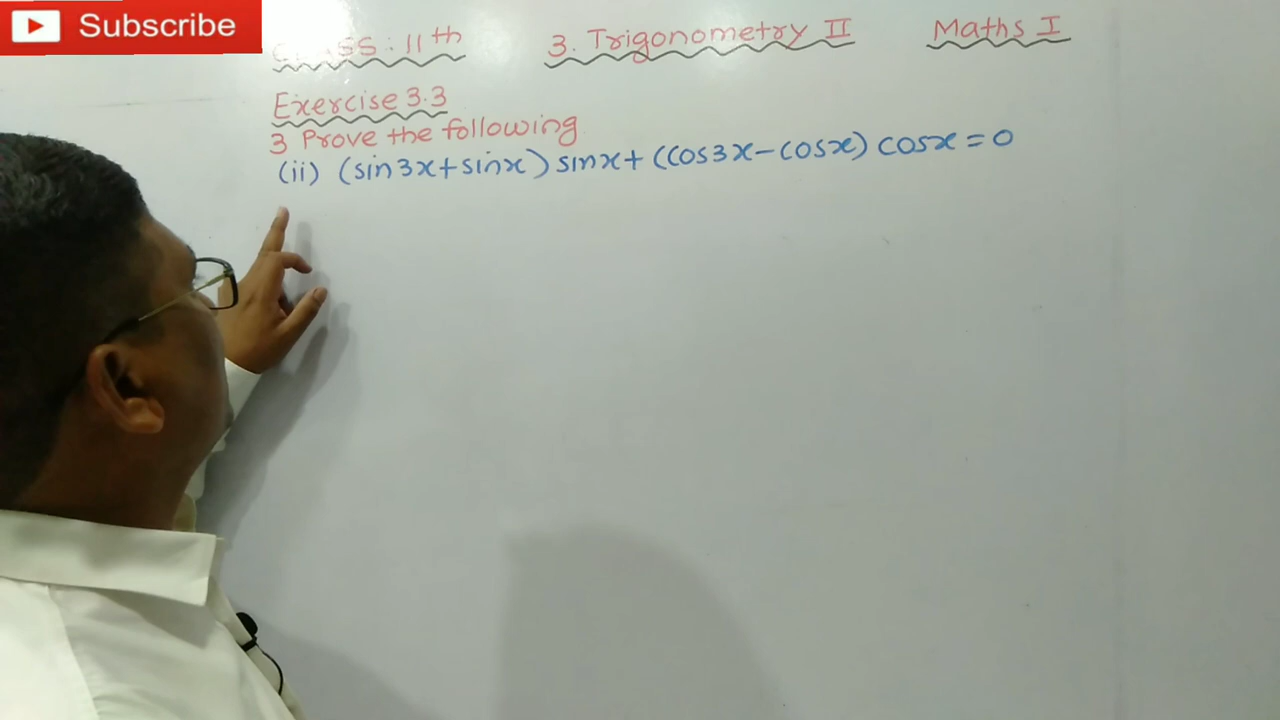 Subscribe
SS : 11th 3. Trigonometry II Maths I
Exercise 3.3
3 Prove the following
(ii) (sin3x+sinx) sinx+ (cos3x-cosx) cosx=0